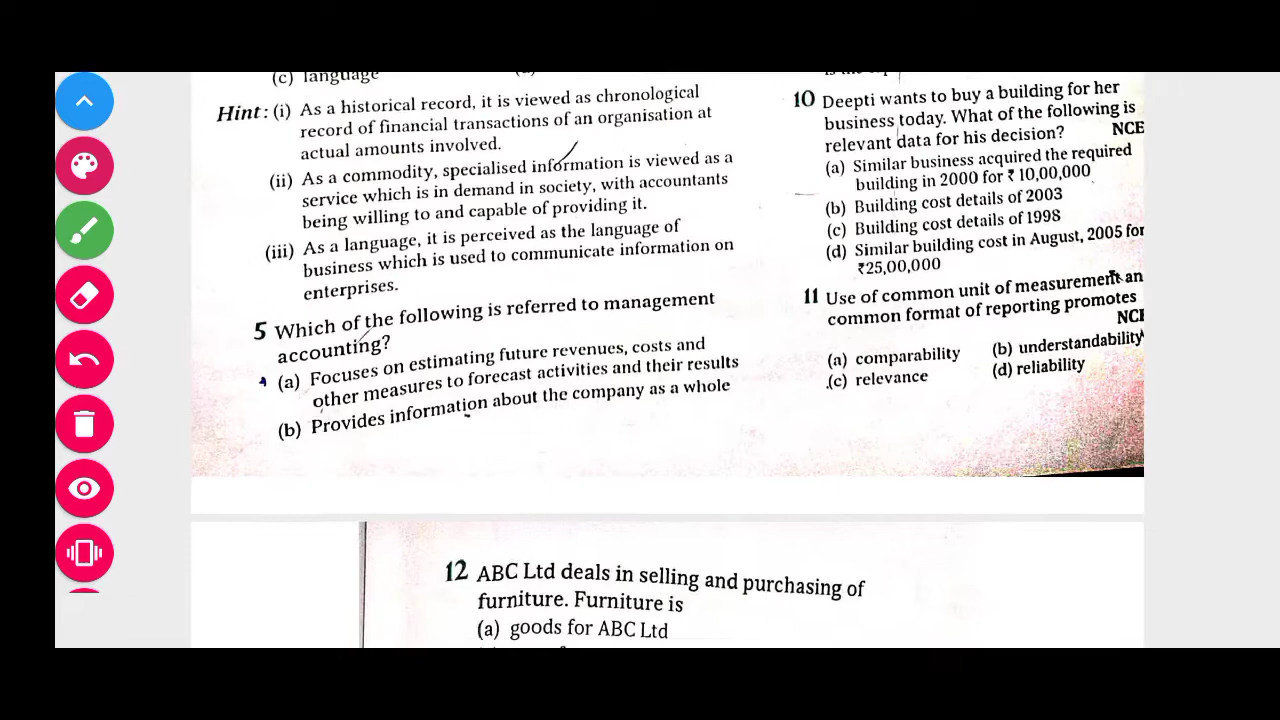 (c) language
Hint: (i) As a historical record, it is viewed as chronological
record of financial transactions of an organisation at
actual amounts involved.
(ii) As a commodity, specialised information is viewed as a
service which is in demand in society, with accountants
being willing to and capable of providing it.
(iii) As a language, it is perceived as the language of
business which is used to communicate information on
enterprises.
5 Which of the following is referred to management
accounting?
(a) Focuses on estimating future revenues, costs and
other measures to forecast activities and their results
(b) Provides information about the company as a whole
10 Deepti wants to buy a building for her
business today. What of the following is
relevant data for his decision? NCE
(a) Similar business acquired the required
building in 2000 for ₹ 10,00,000
(b) Building cost details of 2003
(c) Building cost details of 1998
(d) Similar building cost in August, 2005 for
₹25,00,000
11 Use of common unit of measurement an
common format of reporting promotes
NCE
(a) comparability (b) understandability
(c) relevance (d) reliability
12 ABC Ltd deals in selling and purchasing of
furniture. Furniture is
(a) goods for ABC Ltd